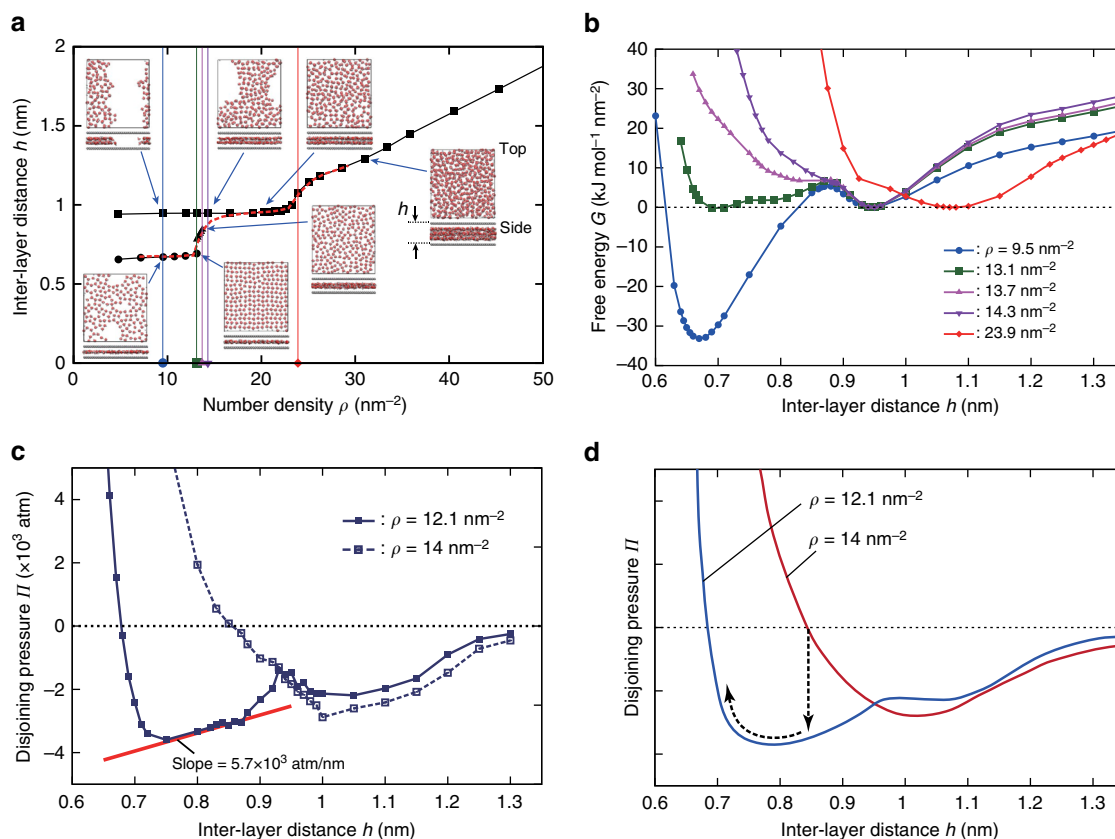 a
2
1.5
1
0.5
0
0
10
20
30
40
50
Inter-layer distance h (nm)
Number density ρ (nm⁻²)
Top
h
Side
b
40
30
20
10
0
−10
−20
−30
−40
0.6
0.7
0.8
0.9
1
1.1
1.2
1.3
Free energy G (kJ mol⁻¹ nm⁻²)
Inter-layer distance h (nm)
: ρ = 9.5 nm⁻²
: 13.1 nm⁻²
: 13.7 nm⁻²
: 14.3 nm⁻²
: 23.9 nm⁻²
c
4
2
0
−2
−4
0.6
0.7
0.8
0.9
1
1.1
1.2
1.3
Disjoining pressure Π (×10³ atm)
Inter-layer distance h (nm)
: ρ = 12.1 nm⁻²
: ρ = 14 nm⁻²
Slope = 5.7×10³ atm/nm
d
ρ = 12.1 nm⁻²
ρ = 14 nm⁻²
Disjoining pressure Π
0.6
0.7
0.8
0.9
1
1.1
1.2
1.3
Inter-layer distance h (nm)